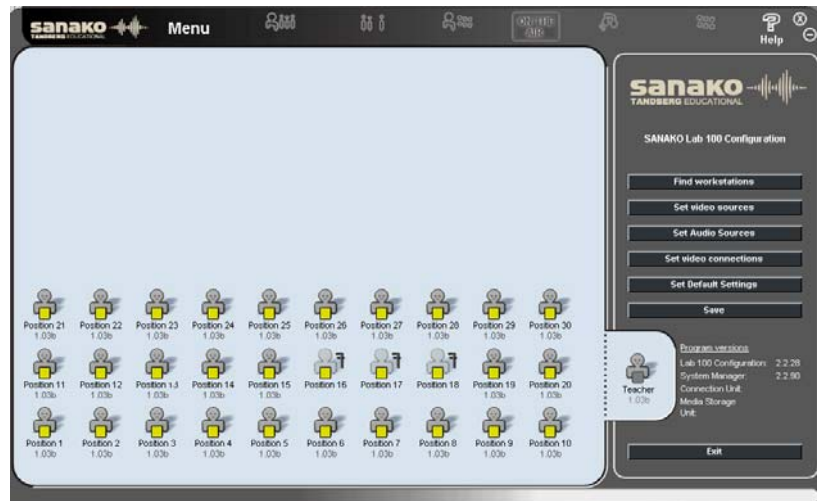 sanako Menu ON THE AIR Help
TANDBERG EDUCATIONAL
sanako
TANDBERG EDUCATIONAL
SANAKO Lab 100 Configuration
Find workstations
Set video sources
Set Audio Sources
Set video connections
Set Default Settings
Save
Position 21 Position 22 Position 23 Position 24 Position 25 Position 26 Position 27 Position 28 Position 29 Position 30
1.03b 1.03b 1.03b 1.03b 1.03b 1.03b 1.03b 1.03b 1.03b 1.03b
Position 11 Position 12 Position 13 Position 14 Position 15 Position 16 Position 17 Position 18 Position 19 Position 20
1.03b 1.03b 1.03b 1.03b 1.03b 1.03b 1.03b
Position 1 Position 2 Position 3 Position 4 Position 5 Position 6 Position 7 Position 8 Position 9 Position 10
1.03b 1.03b 1.03b 1.03b 1.03b 1.03b 1.03b 1.03b 1.03b 1.03b
Teacher
1.03b
Program versions
Lab 100 Configuration: 2.2.28
System Manager: 2.2.90
Connection Unit:
Media Storage
Unit:
Exit